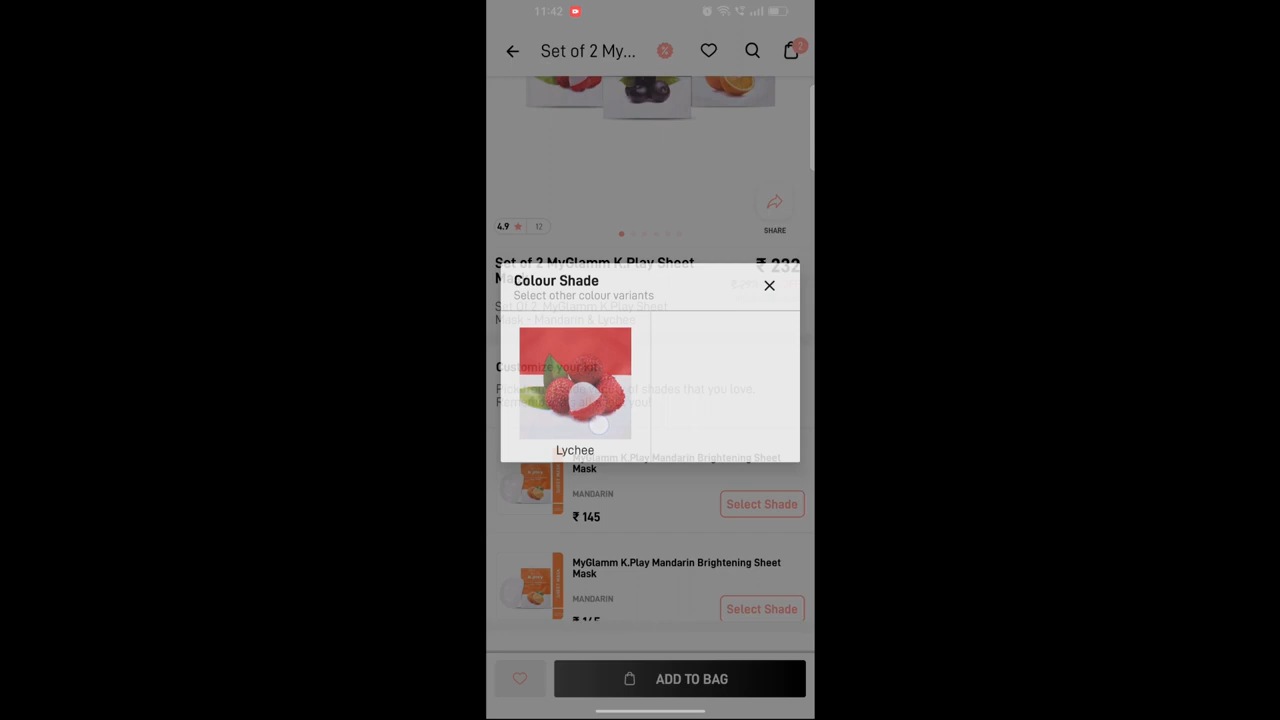 11:42
Set of 2 My...
2
4.9 ★ 12
SHARE
Set of 2 MyGlamm K.Play Sheet
₹ 232
Colour Shade
Select other colour variants
Set Of 2 MyGlamm K.Play Sheet
Mask - Mandarin & Lychee
Customize your kit
of shades that you love.
Lychee
MyGlamm K.Play Mandarin Brightening Sheet
Mask
MANDARIN
₹ 145
Select Shade
MyGlamm K.Play Mandarin Brightening Sheet
Mask
MANDARIN
₹ 145
Select Shade
ADD TO BAG